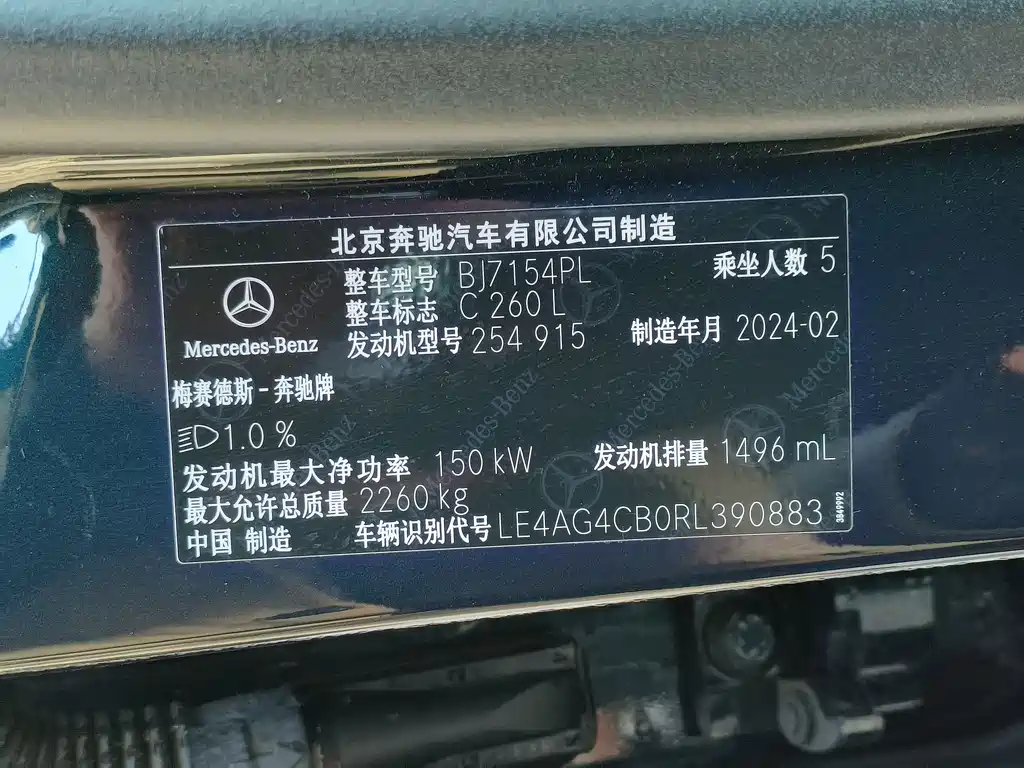 北京奔驰汽车有限公司制造
整车型号 BJ7154PL 乘坐人数 5
整车标志 C 260 L
发动机型号 254 915 制造年月 2024-02
Mercedes-Benz
梅赛德斯-奔驰牌
1.0 %
发动机最大净功率 150 kW 发动机排量 1496 mL
最大允许总质量 2260 kg
中国 制造 车辆识别代号 LE4AG4CB0RL390883
3849992